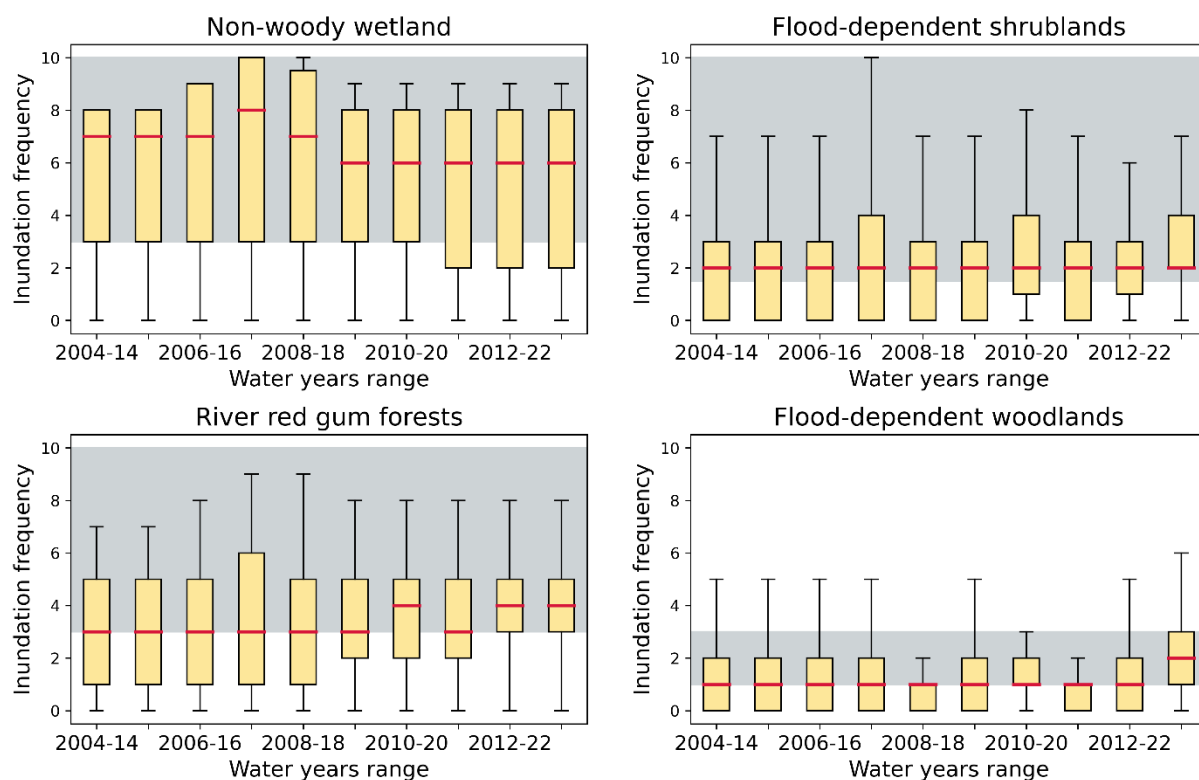 Non-woody wetland
Inundation frequency
10
8
6
4
2
0
2004-14 2006-16 2008-18 2010-20 2012-22
Water years range
Flood-dependent shrublands
Inundation frequency
10
8
6
4
2
0
2004-14 2006-16 2008-18 2010-20 2012-22
Water years range
River red gum forests
Inundation frequency
10
8
6
4
2
0
2004-14 2006-16 2008-18 2010-20 2012-22
Water years range
Flood-dependent woodlands
Inundation frequency
10
8
6
4
2
0
2004-14 2006-16 2008-18 2010-20 2012-22
Water years range